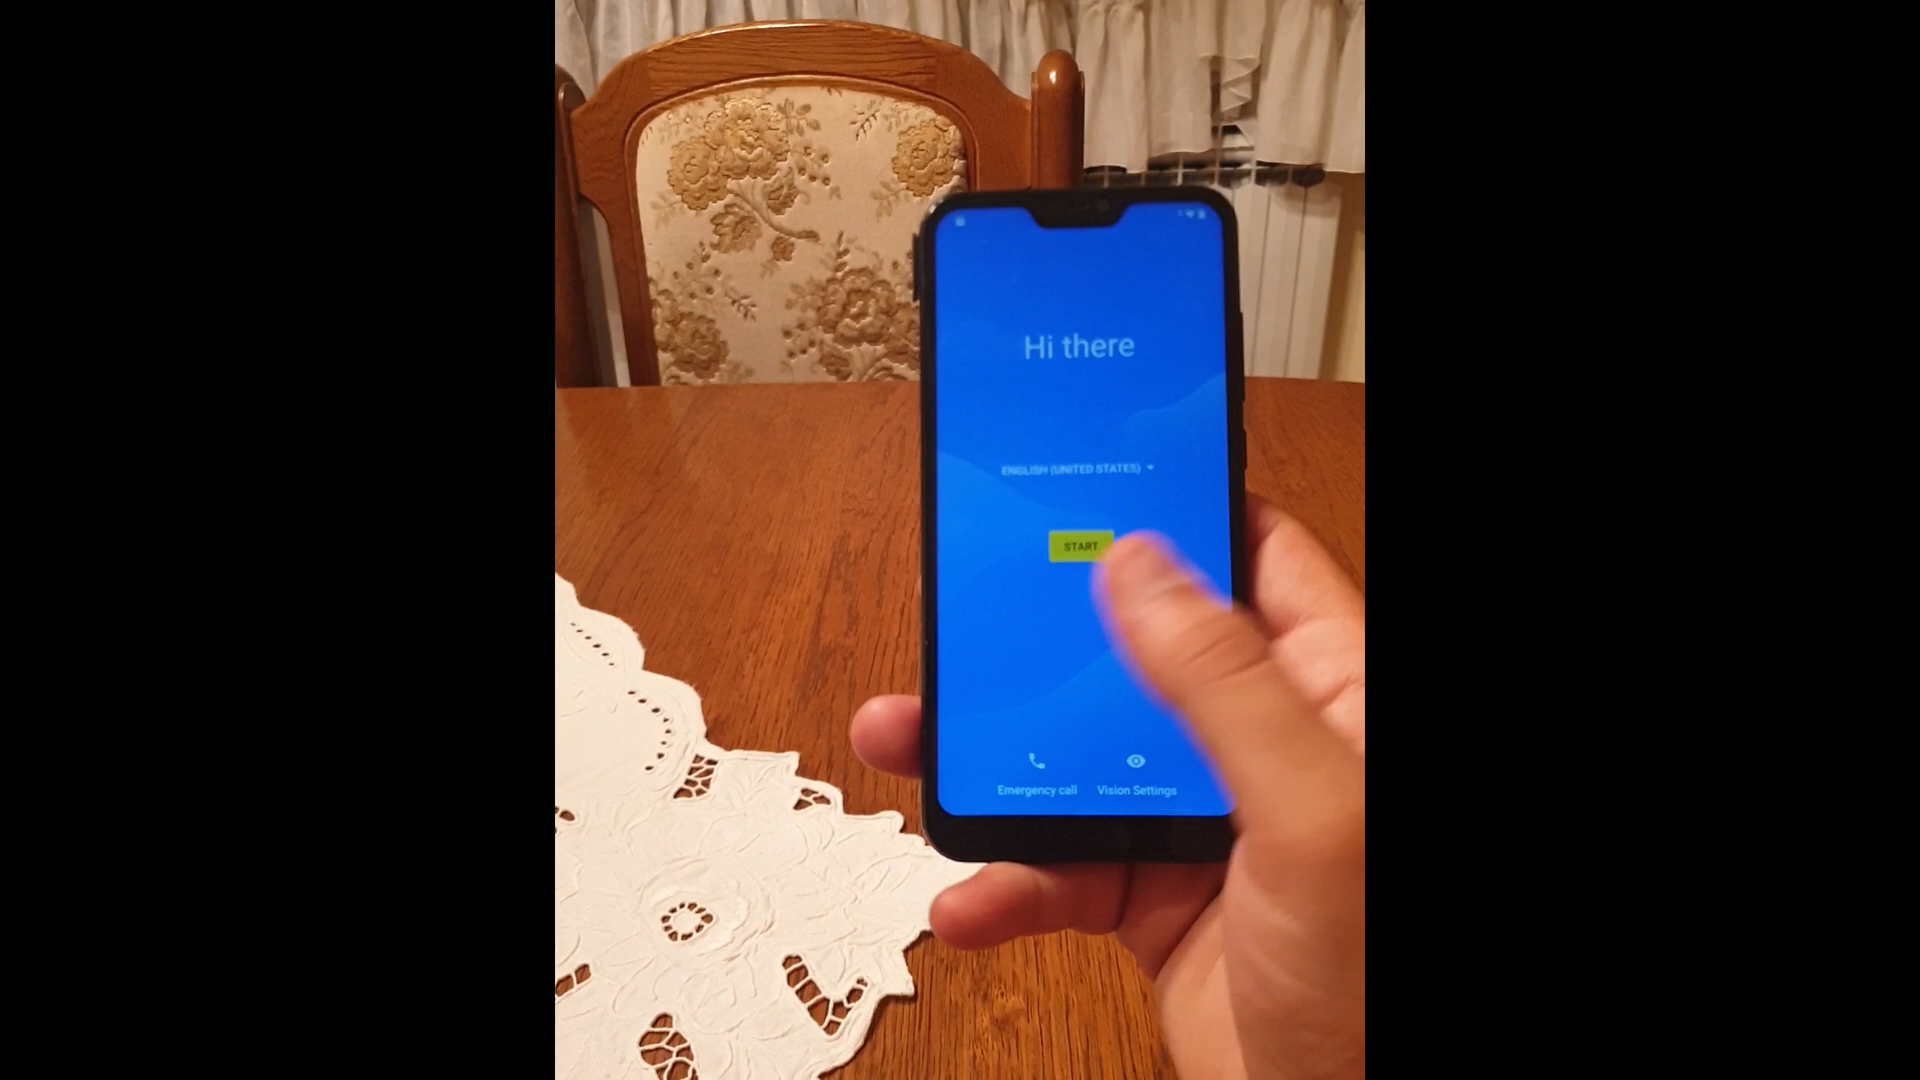 Hi there
ENGLISH (UNITED STATES)
START
Emergency call
Vision Settings